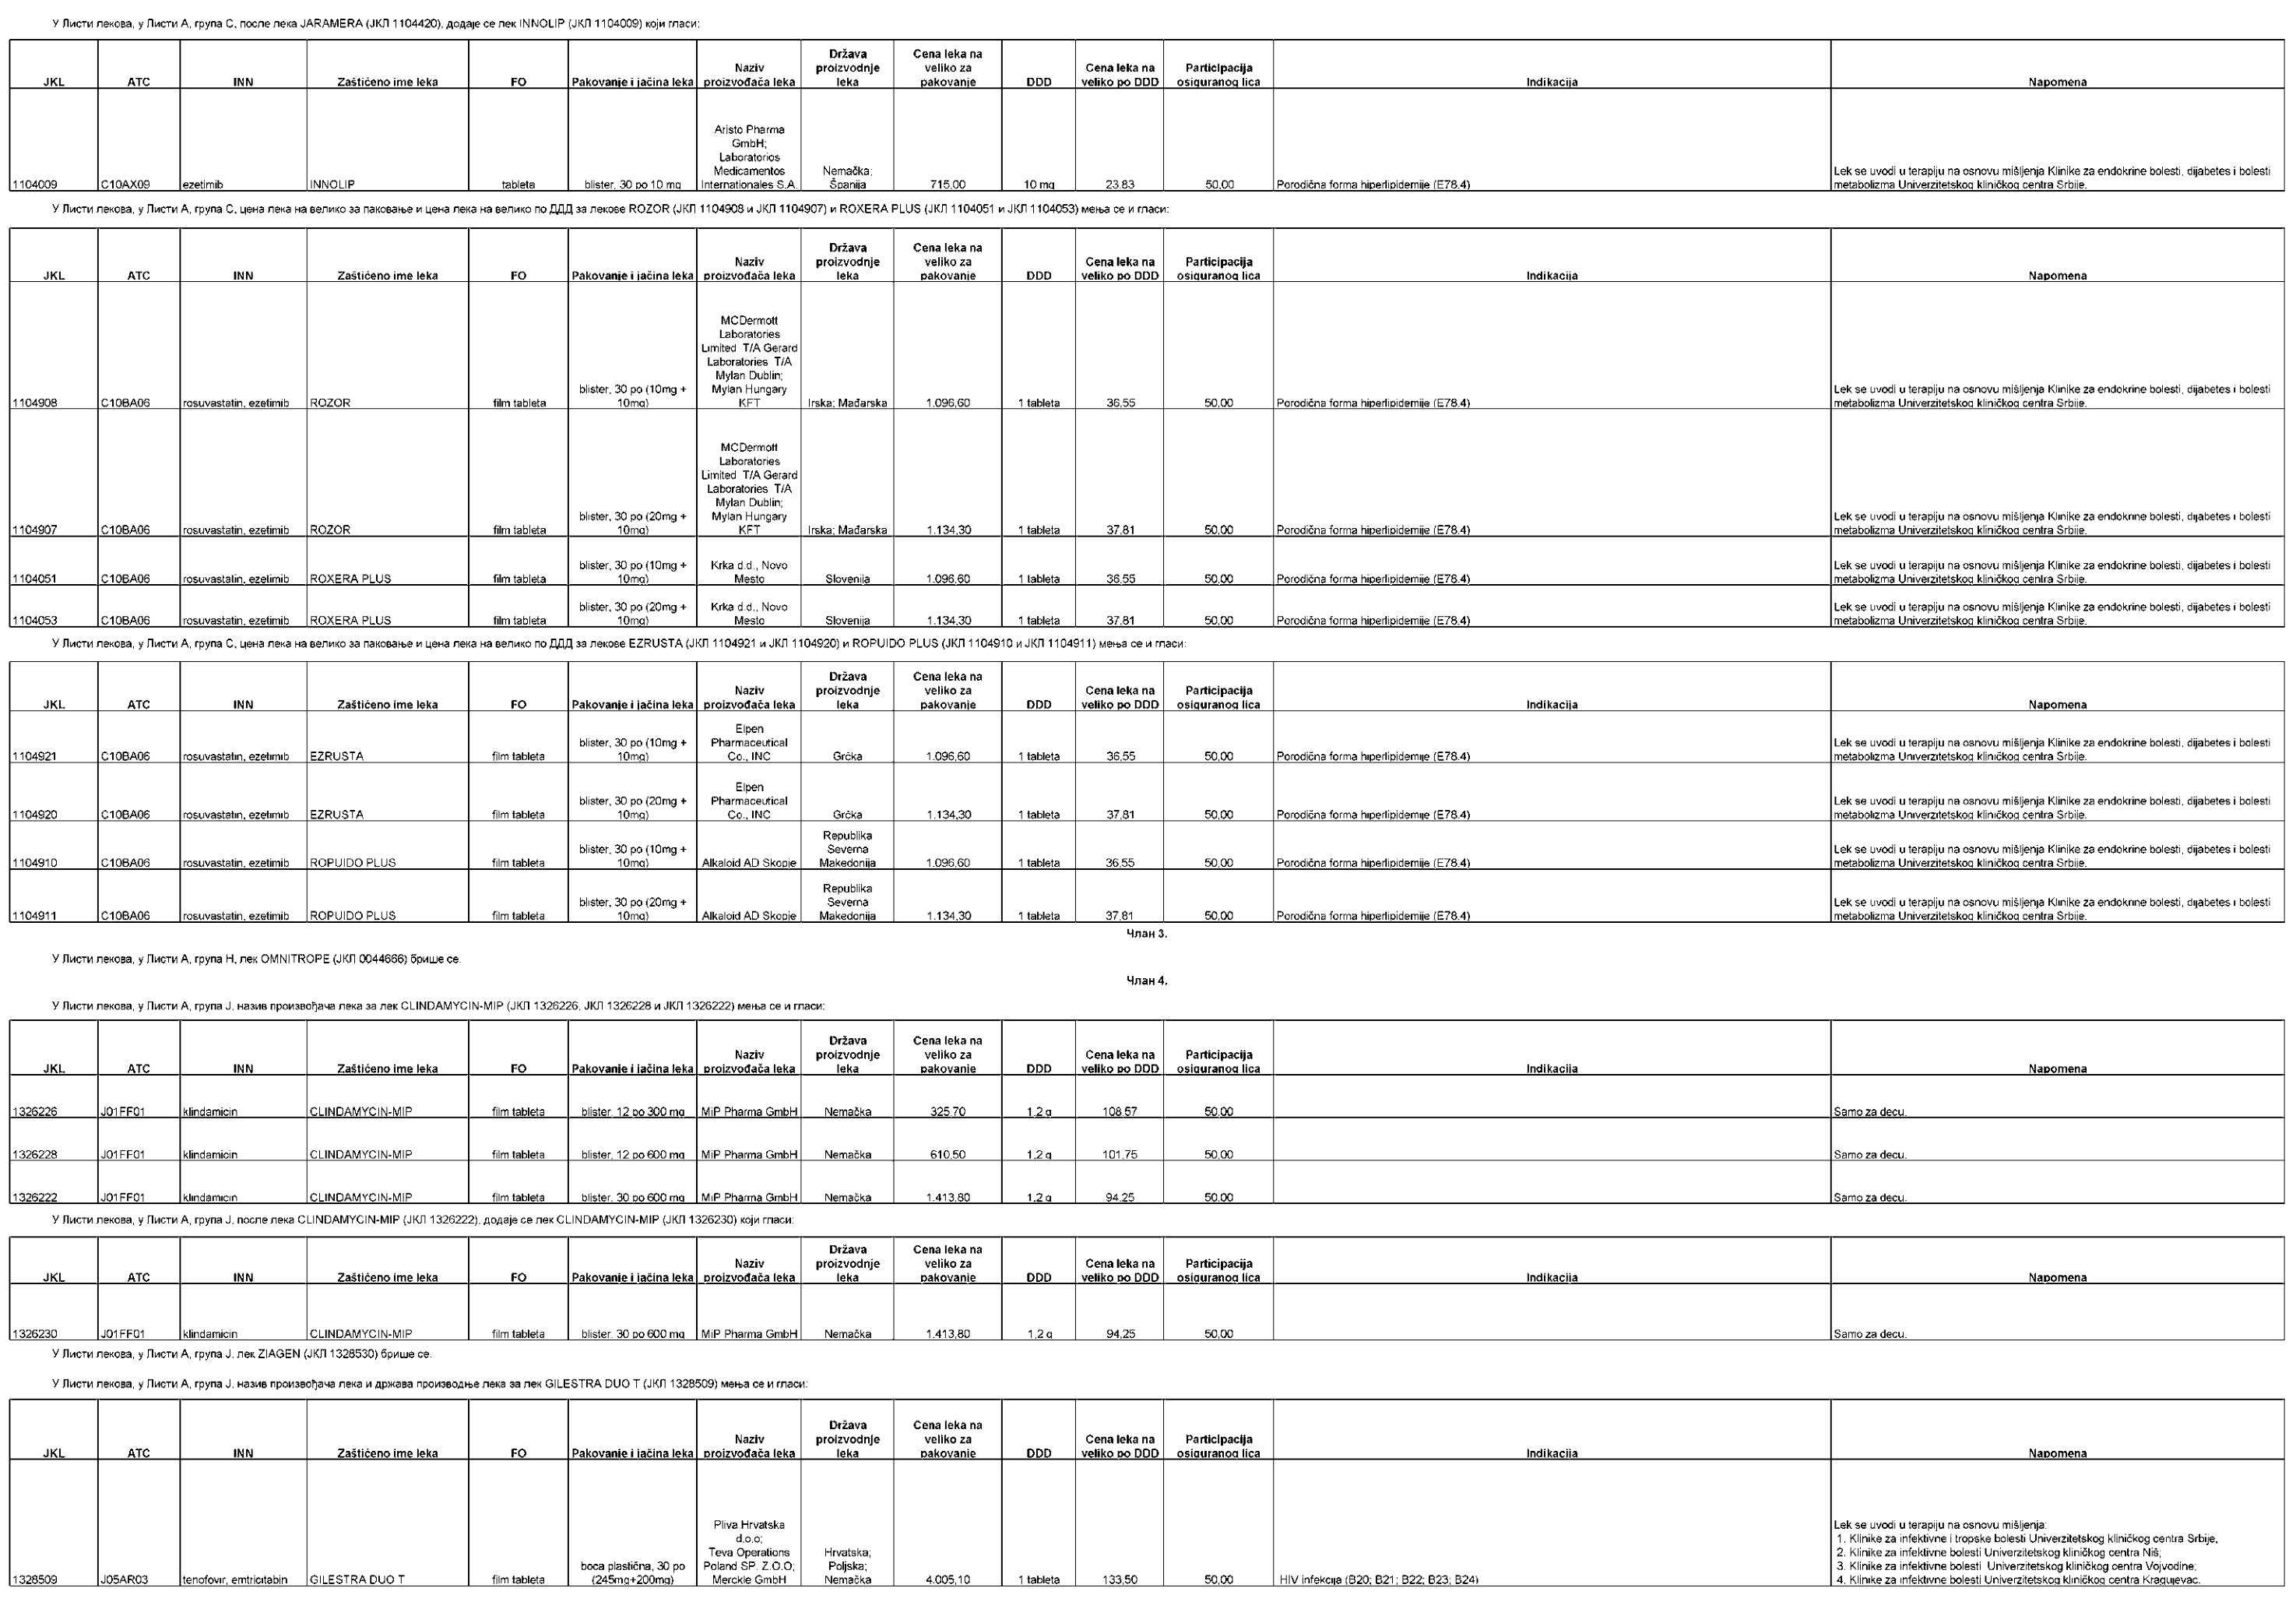 У Листи лекова, у Листи А, група C, после лека JARAMERA (ЈКЛ 1104420), додаје се лек INNOLIP (ЈКЛ 1104009) који гласи:
JKL ATC INN Zaštićeno ime leka FO Pakovanje i jačina leka Naziv proizvođača leka Država proizvodnje leka Cena leka na veliko za pakovanje DDD Cena leka na veliko po DDD Participacija osiguranog lica Indikacija Napomena
1104009 C10AX09 ezetimib INNOLIP tableta blister, 30 po 10 mg Aristo Pharma GmbH; Laboratorios Medicamentos Internationales S.A. Nemačka; Španija 715,00 10 mg 23,83 50,00 Porodična forma hiperlipidemije (E78.4) Lek se uvodi u terapiju na osnovu mišljenja Klinike za endokrine bolesti, dijabetes i bolesti metabolizma Univerzitetskog kliničkog centra Srbije.
У Листи лекова, у Листи А, група C, цена лека на велико за паковање и цена лека на велико по ДДД за лекове ROZOR (ЈКЛ 1104908 и ЈКЛ 1104907) и ROXERA PLUS (ЈКЛ 1104051 и ЈКЛ 1104053) мења се и гласи:
JKL ATC INN Zaštićeno ime leka FO Pakovanje i jačina leka Naziv proizvođača leka Država proizvodnje leka Cena leka na veliko za pakovanje DDD Cena leka na veliko po DDD Participacija osiguranog lica Indikacija Napomena
1104908 C10BA06 rosuvastatin, ezetimib ROZOR film tableta blister, 30 po (10mg + 10mg) MCDermott Laboratories Limited T/A Gerard Laboratories T/A Mylan Dublin; Mylan Hungary KFT Irska; Mađarska 1.096,60 1 tableta 36,55 50,00 Porodična forma hiperlipidemije (E78.4) Lek se uvodi u terapiju na osnovu mišljenja Klinike za endokrine bolesti, dijabetes i bolesti metabolizma Univerzitetskog kliničkog centra Srbije.
1104907 C10BA06 rosuvastatin, ezetimib ROZOR film tableta blister, 30 po (20mg + 10mg) MCDermott Laboratories Limited T/A Gerard Laboratories T/A Mylan Dublin; Mylan Hungary KFT Irska; Mađarska 1.134,30 1 tableta 37,81 50,00 Porodična forma hiperlipidemije (E78.4) Lek se uvodi u terapiju na osnovu mišljenja Klinike za endokrine bolesti, dijabetes i bolesti metabolizma Univerzitetskog kliničkog centra Srbije.
1104051 C10BA06 rosuvastatin, ezetimib ROXERA PLUS film tableta blister, 30 po (10mg + 10mg) Krka d.d., Novo Mesto Slovenija 1.096,60 1 tableta 36,55 50,00 Porodična forma hiperlipidemije (E78.4) Lek se uvodi u terapiju na osnovu mišljenja Klinike za endokrine bolesti, dijabetes i bolesti metabolizma Univerzitetskog kliničkog centra Srbije.
1104053 C10BA06 rosuvastatin, ezetimib ROXERA PLUS film tableta blister, 30 po (20mg + 10mg) Krka d.d., Novo Mesto Slovenija 1.134,30 1 tableta 37,81 50,00 Porodična forma hiperlipidemije (E78.4) Lek se uvodi u terapiju na osnovu mišljenja Klinike za endokrine bolesti, dijabetes i bolesti metabolizma Univerzitetskog kliničkog centra Srbije.
У Листи лекова, у Листи А, група C, цена лека на велико за паковање и цена лека на велико по ДДД за лекове EZRUSTA (ЈКЛ 1104921 и ЈКЛ 1104920) и ROPUIDO PLUS (ЈКЛ 1104910 и ЈКЛ 1104911) мења се и гласи:
JKL ATC INN Zaštićeno ime leka FO Pakovanje i jačina leka Naziv proizvođača leka Država proizvodnje leka Cena leka na veliko za pakovanje DDD Cena leka na veliko po DDD Participacija osiguranog lica Indikacija Napomena
1104921 C10BA06 rosuvastatin, ezetimib EZRUSTA film tableta blister, 30 po (10mg + 10mg) Elpen Pharmaceutical Co., INC Grčka 1.096,60 1 tableta 36,55 50,00 Porodična forma hiperlipidemije (E78.4) Lek se uvodi u terapiju na osnovu mišljenja Klinike za endokrine bolesti, dijabetes i bolesti metabolizma Univerzitetskog kliničkog centra Srbije.
1104920 C10BA06 rosuvastatin, ezetimib EZRUSTA film tableta blister, 30 po (20mg + 10mg) Elpen Pharmaceutical Co., INC Grčka 1.134,30 1 tableta 37,81 50,00 Porodična forma hiperlipidemije (E78.4) Lek se uvodi u terapiju na osnovu mišljenja Klinike za endokrine bolesti, dijabetes i bolesti metabolizma Univerzitetskog kliničkog centra Srbije.
1104910 C10BA06 rosuvastatin, ezetimib ROPUIDO PLUS film tableta blister, 30 po (10mg + 10mg) Alkaloid AD Skopje Republika Severna Makedonija 1.096,60 1 tableta 36,55 50,00 Porodična forma hiperlipidemije (E78.4) Lek se uvodi u terapiju na osnovu mišljenja Klinike za endokrine bolesti, dijabetes i bolesti metabolizma Univerzitetskog kliničkog centra Srbije.
1104911 C10BA06 rosuvastatin, ezetimib ROPUIDO PLUS film tableta blister, 30 po (20mg + 10mg) Alkaloid AD Skopje Republika Severna Makedonija 1.134,30 1 tableta 37,81 50,00 Porodična forma hiperlipidemije (E78.4) Lek se uvodi u terapiju na osnovu mišljenja Klinike za endokrine bolesti, dijabetes i bolesti metabolizma Univerzitetskog kliničkog centra Srbije.
Члан 3.
У Листи лекова, у Листи А, група H, лек OMNITROPE (ЈКЛ 0044666) брише се.
Члан 4.
У Листи лекова, у Листи А, група Ј, назив произвођача лека за лек CLINDAMYCIN-MIP (ЈКЛ 1326226, ЈКЛ 1326228 и ЈКЛ 1326222) мења се и гласи:
JKL ATC INN Zaštićeno ime leka FO Pakovanje i jačina leka Naziv proizvođača leka Država proizvodnje leka Cena leka na veliko za pakovanje DDD Cena leka na veliko po DDD Participacija osiguranog lica Indikacija Napomena
1326226 J01FF01 klindamicin CLINDAMYCIN-MIP film tableta blister, 12 po 300 mg MiP Pharma GmbH Nemačka 325,70 1,2 g 108,57 50,00 Samo za decu.
1326228 J01FF01 klindamicin CLINDAMYCIN-MIP film tableta blister, 12 po 600 mg MiP Pharma GmbH Nemačka 610,50 1,2 g 101,75 50,00 Samo za decu.
1326222 J01FF01 klindamicin CLINDAMYCIN-MIP film tableta blister, 30 po 600 mg MiP Pharma GmbH Nemačka 1.413,80 1,2 g 94,25 50,00 Samo za decu.
У Листи лекова, у Листи А, група Ј, после лека CLINDAMYCIN-MIP (ЈКЛ 1326222), додаје се лек CLINDAMYCIN-MIP (ЈКЛ 1326230) који гласи:
JKL ATC INN Zaštićeno ime leka FO Pakovanje i jačina leka Naziv proizvođača leka Država proizvodnje leka Cena leka na veliko za pakovanje DDD Cena leka na veliko po DDD Participacija osiguranog lica Indikacija Napomena
1326230 J01FF01 klindamicin CLINDAMYCIN-MIP film tableta blister, 30 po 600 mg MiP Pharma GmbH Nemačka 1.413,80 1,2 g 94,25 50,00 Samo za decu.
У Листи лекова, у Листи А, група Ј, лек ZIAGEN (ЈКЛ 1328530) брише се.
У Листи лекова, у Листи А, група Ј, назив произвођача лека и држава производње лека за лек GILESTRA DUO T (ЈКЛ 1328509) мења се и гласи:
JKL ATC INN Zaštićeno ime leka FO Pakovanje i jačina leka Naziv proizvođača leka Država proizvodnje leka Cena leka na veliko za pakovanje DDD Cena leka na veliko po DDD Participacija osiguranog lica Indikacija Napomena
1328509 J05AR03 tenofovir, emtricitabin GILESTRA DUO T film tableta boca plastična, 30 po (245mg+200mg) Pliva Hrvatska d.o.o; Teva Operations Poland SP. Z.O.O; Merckle GmbH Hrvatska; Poljska; Nemačka 4.005,10 1 tableta 133,50 50,00 HIV infekcija (B20; B21; B22; B23; B24) Lek se uvodi u terapiju na osnovu mišljenja:
1. Klinike za infektivne i tropske bolesti Univerzitetskog kliničkog centra Srbije,
2. Klinike za infektivne bolesti Univerzitetskog kliničkog centra Niš;
3. Klinike za infektivne bolesti Univerzitetskog kliničkog centra Vojvodine;
4. Klinike za infektivne bolesti Univerzitetskog kliničkog centra Kragujevac.